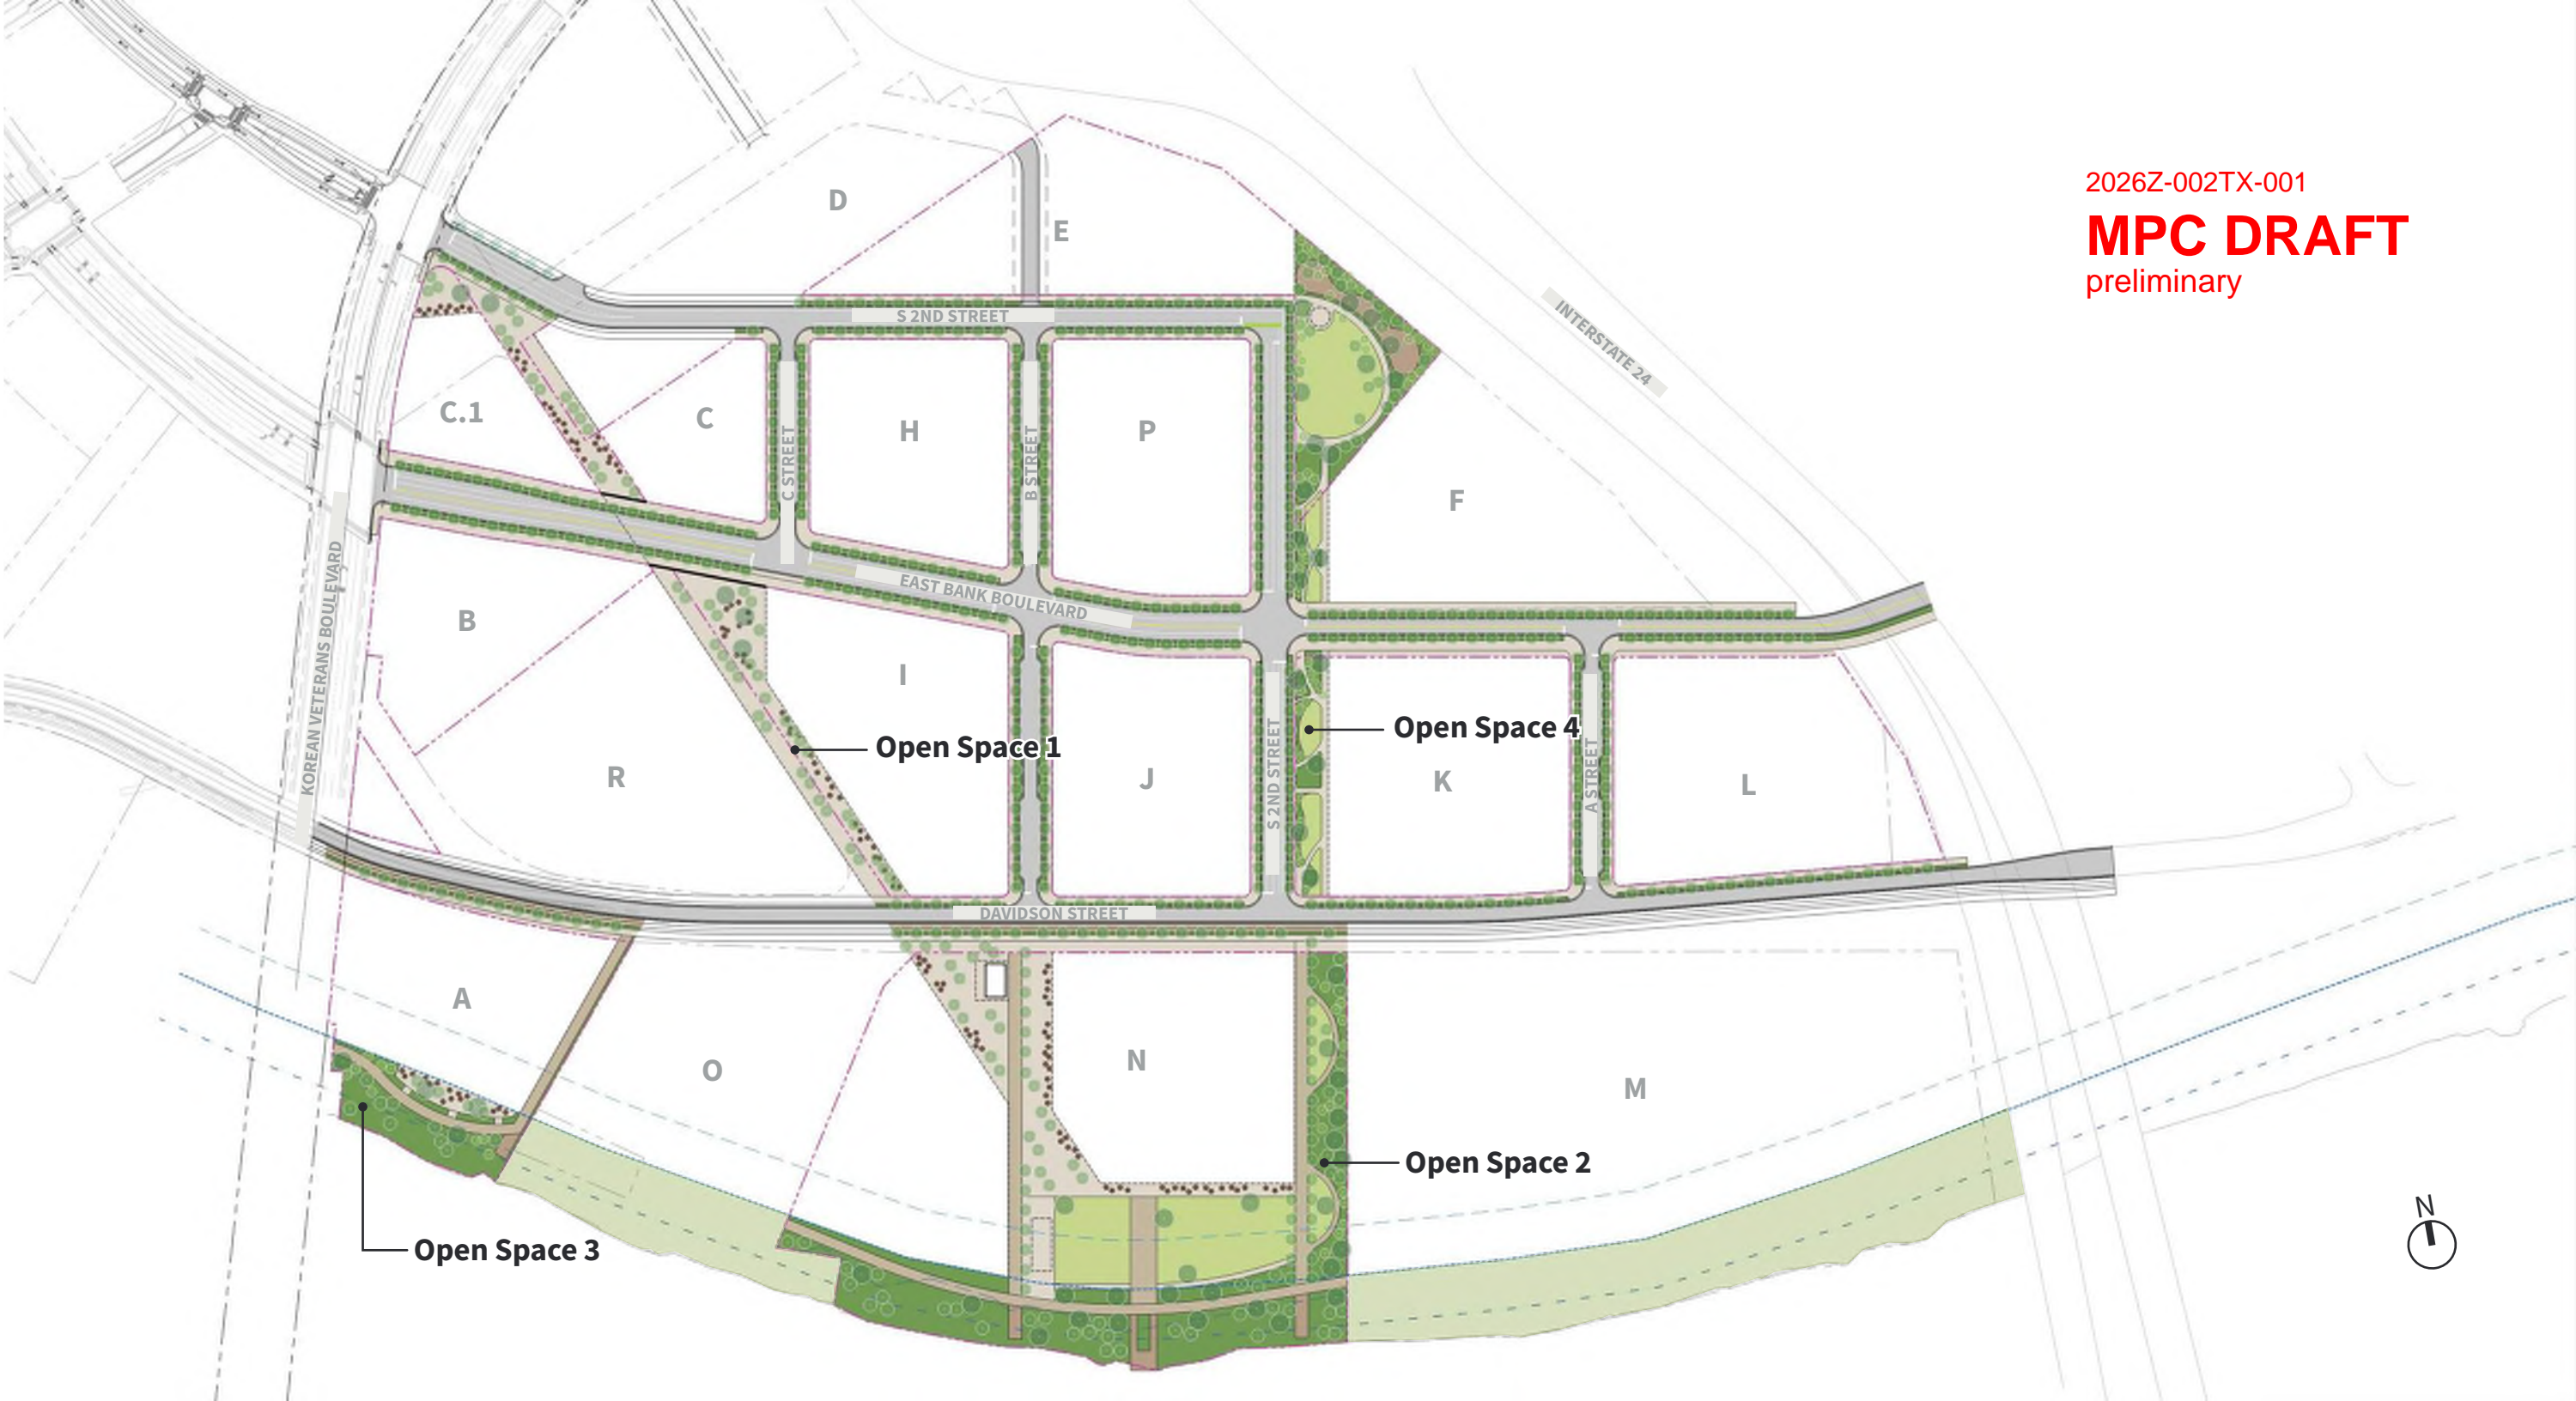 2026Z-002TX-001
MPC DRAFT
preliminary
D
E
S 2ND STREET
INTERSTATE 24
C.1
C
C STREET
H
B STREET
P
F
KOREAN VETERANS BOULEVARD
B
EAST BANK BOULEVARD
I
R
Open Space 1
J
S 2ND STREET
Open Space 4
K
A STREET
L
DAVIDSON STREET
A
O
N
M
Open Space 2
Open Space 3
N